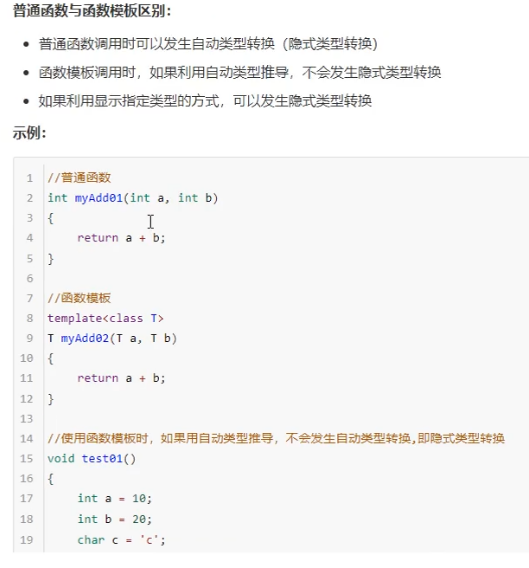 普通函数与函数模板区别：
• 普通函数调用时可以发生自动类型转换（隐式类型转换）
• 函数模板调用时，如果利用自动类型推导，不会发生隐式类型转换
• 如果利用显示指定类型的方式，可以发生隐式类型转换
示例：
1 //普通函数
2 int myAdd01(int a, int b)
3 {
4     return a + b;
5 }
6
7 //函数模板
8 template<class T>
9 T myAdd02(T a, T b)
10 {
11     return a + b;
12 }
13
14 //使用函数模板时，如果用自动类型推导，不会发生自动类型转换,即隐式类型转换
15 void test01()
16 {
17     int a = 10;
18     int b = 20;
19     char c = 'c';